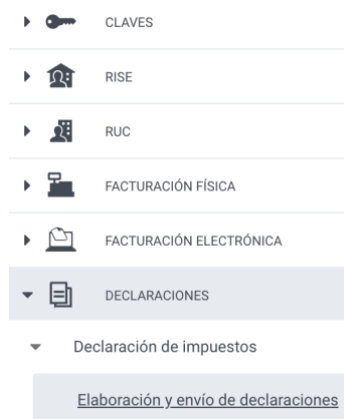 CLAVES
RISE
RUC
FACTURACIÓN FÍSICA
FACTURACIÓN ELECTRÓNICA
DECLARACIONES
Declaración de impuestos
Elaboración y envío de declaraciones